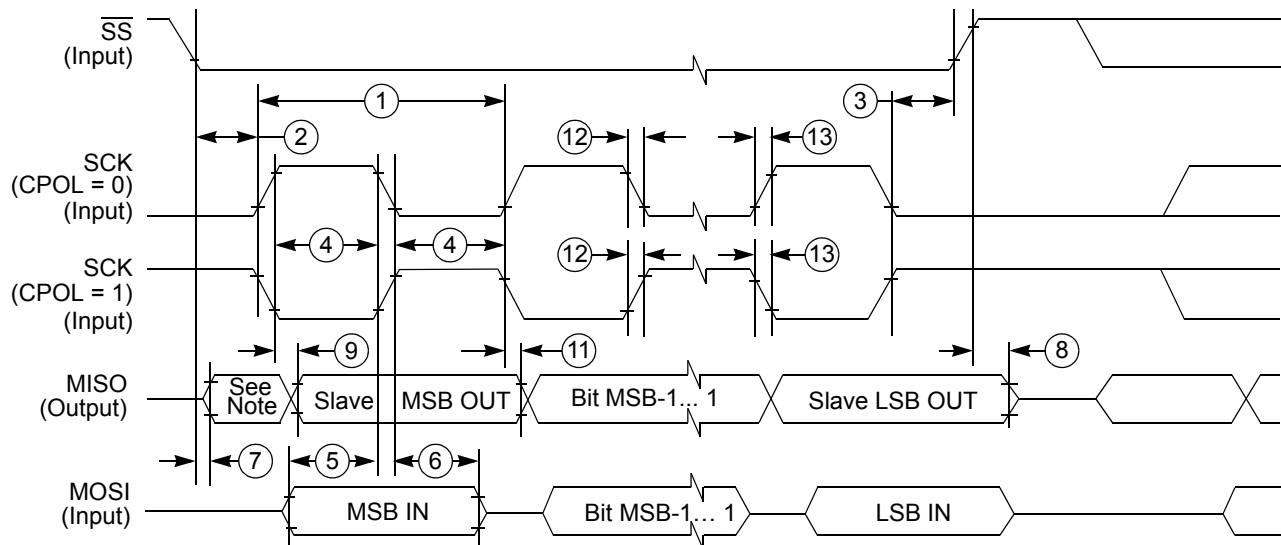 SS
(Input)
1
3
2
12
13
SCK
(CPOL = 0)
(Input)
4
4
SCK
(CPOL = 1)
(Input)
12
13
9
11
8
MISO
(Output)
See
Note
Slave
MSB OUT
Bit MSB-1... 1
Slave LSB OUT
7
5
6
MOSI
(Input)
MSB IN
Bit MSB-1... 1
LSB IN